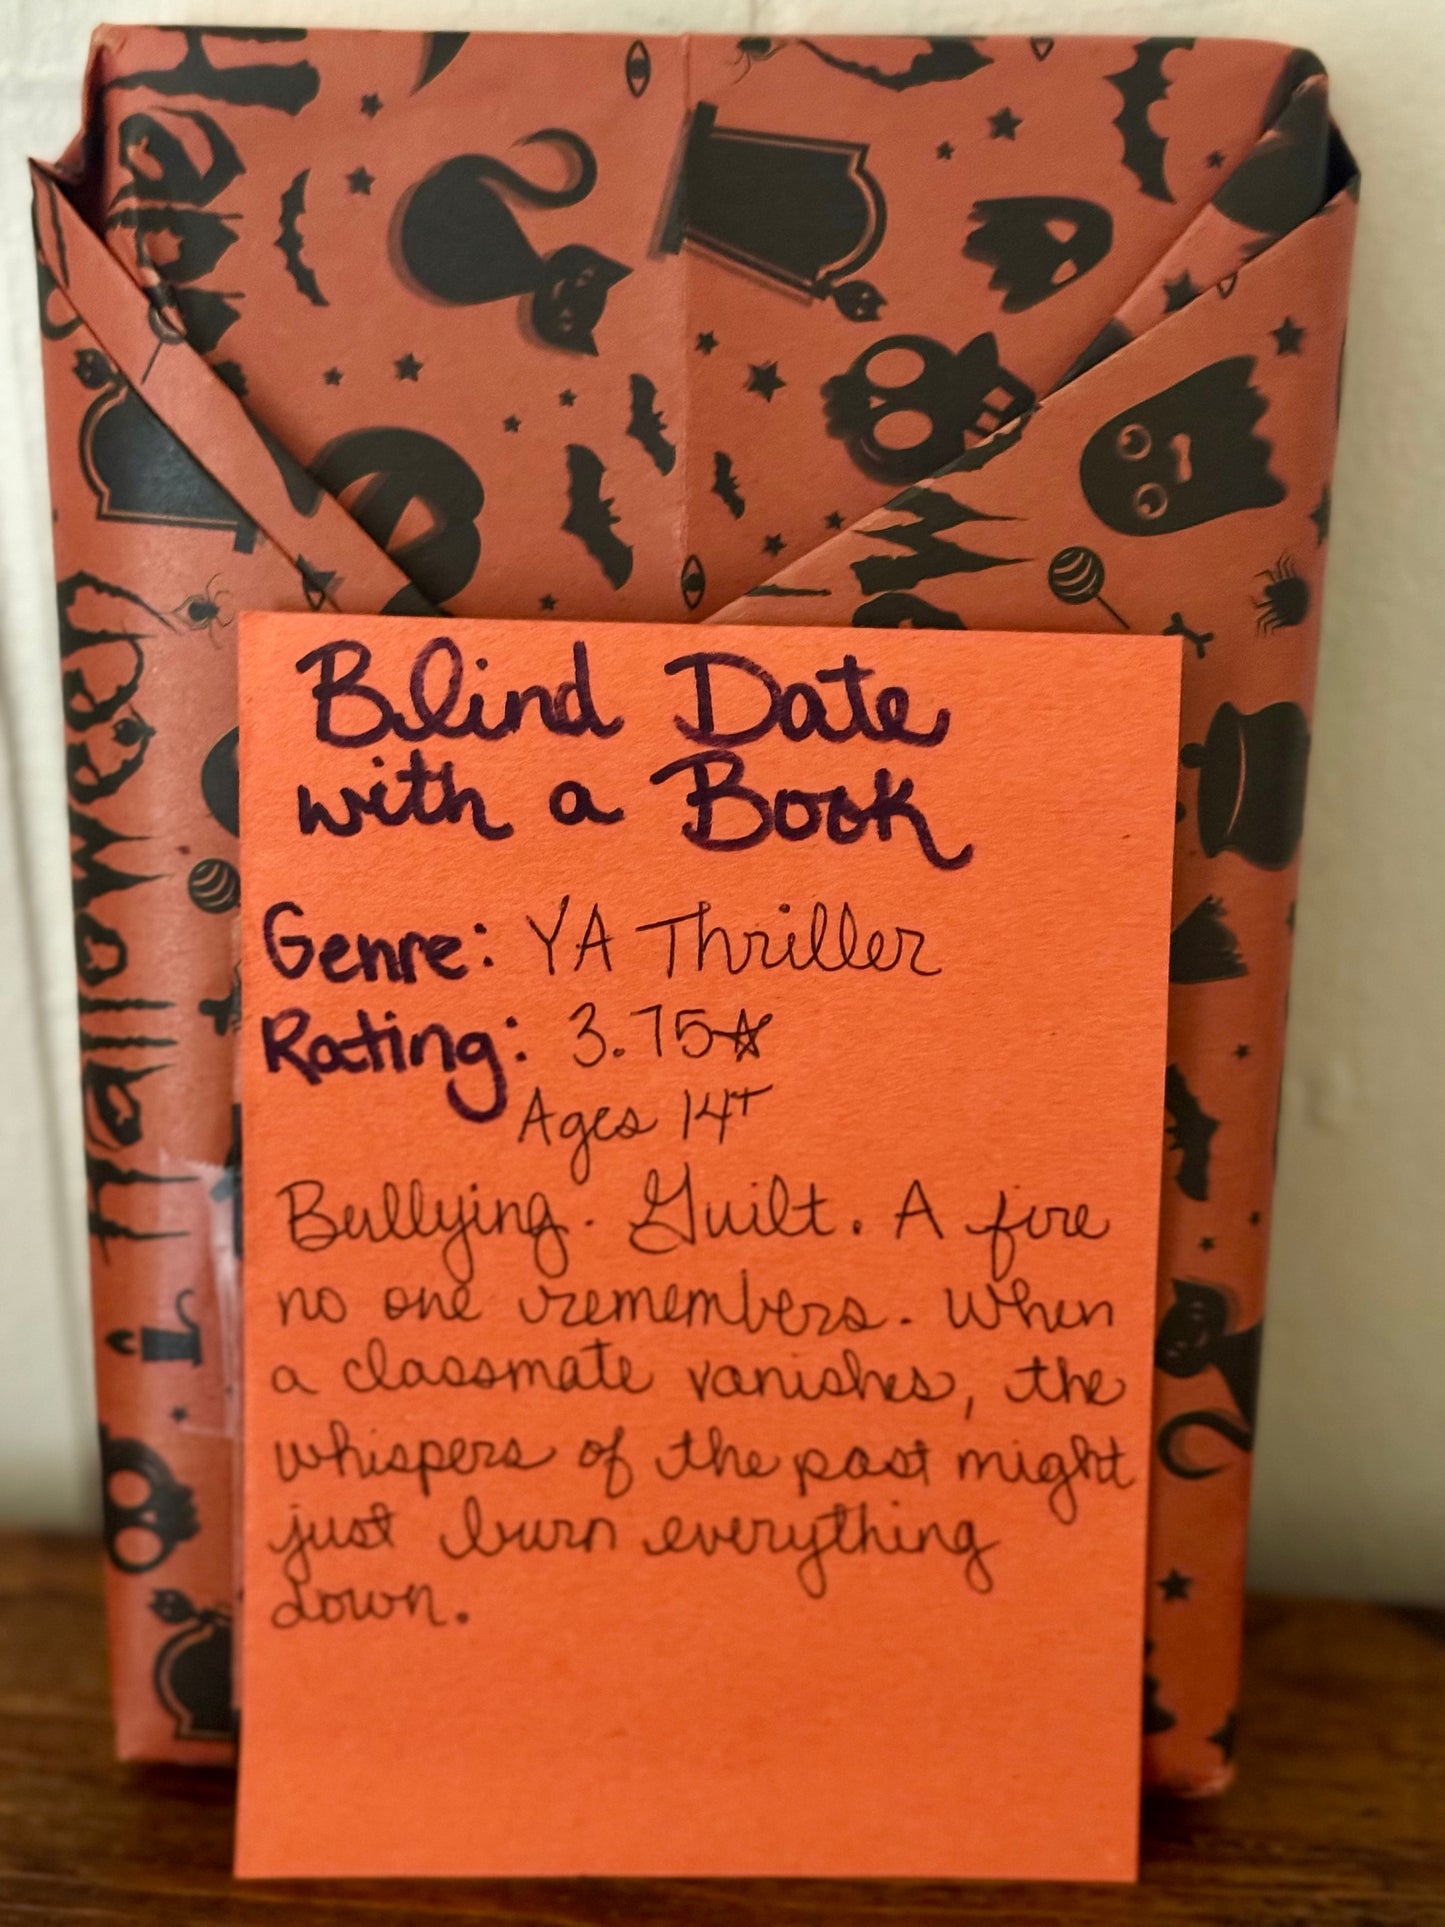 Halloween
Blind Date
with a Book
Genre: YA Thriller
Rating: 3.75☆
Ages 14+
Bullying. Guilt. A fire
no one remembers. When
a classmate vanishes, the
whispers of the past might
just burn everything
down.